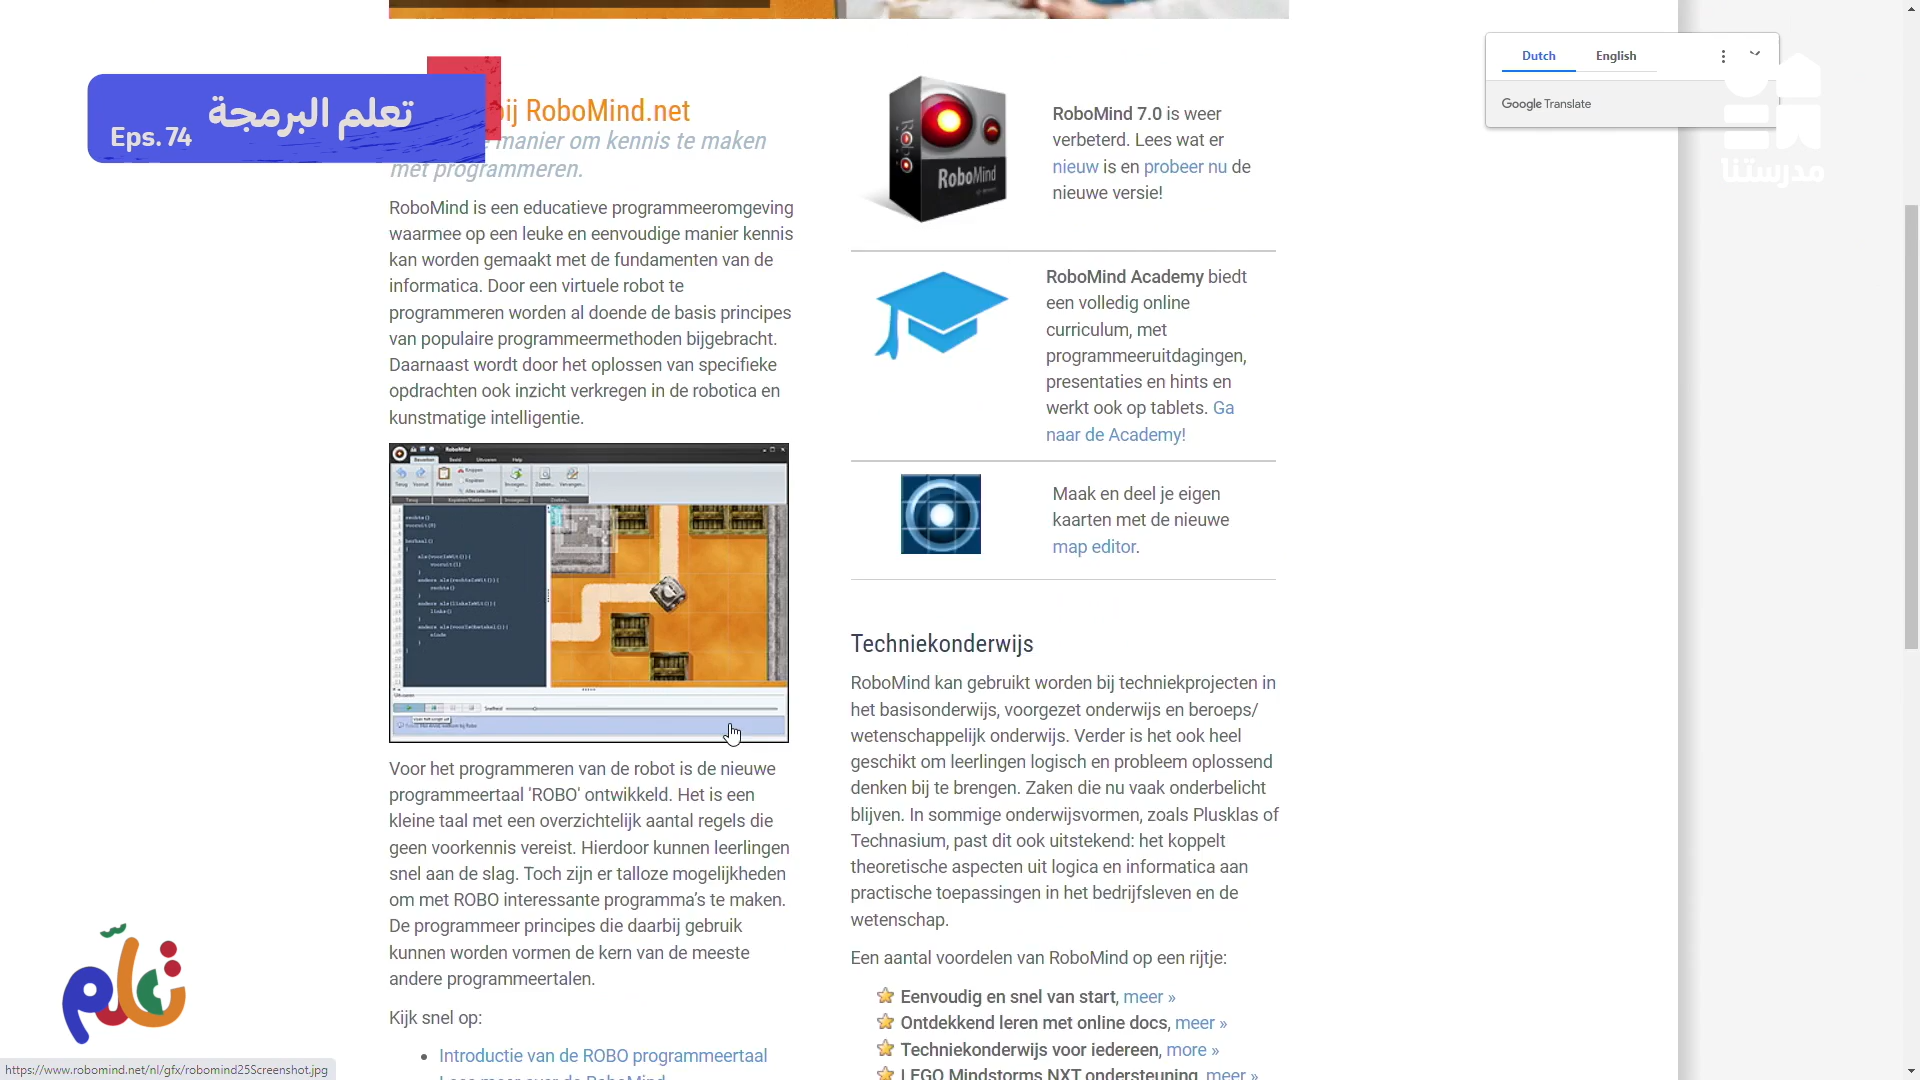 تعلم البرمجة
Eps. 74
bij RoboMind.net
manier om kennis te maken
met programmeren.
RoboMind is een educatieve programmeeromgeving
waarmee op een leuke en eenvoudige manier kennis
kan worden gemaakt met de fundamenten van de
informatica. Door een virtuele robot te
programmeren worden al doende de basis principes
van populaire programmeermethoden bijgebracht.
Daarnaast wordt door het oplossen van specifieke
opdrachten ook inzicht verkregen in de robotica en
kunstmatige intelligentie.
RoboMind
Voor het programmeren van de robot is de nieuwe
programmeertaal 'ROBO' ontwikkeld. Het is een
kleine taal met een overzichtelijk aantal regels die
geen voorkennis vereist. Hierdoor kunnen leerlingen
snel aan de slag. Toch zijn er talloze mogelijkheden
om met ROBO interessante programma's te maken.
De programmeer principes die daarbij gebruik
kunnen worden vormen de kern van de meeste
andere programmeertalen.
Kijk snel op:
Introductie van de ROBO programmeertaal
Lees meer over de RoboMind
RoboMind
RoboMind 7.0 is weer
verbeterd. Lees wat er
nieuw is en probeer nu de
nieuwe versie!
RoboMind Academy biedt
een volledig online
curriculum, met
programmeeruitdagingen,
presentaties en hints en
werkt ook op tablets. Ga
naar de Academy!
Maak en deel je eigen
kaarten met de nieuwe
map editor.
Techniekonderwijs
RoboMind kan gebruikt worden bij techniekprojecten in
het basisonderwijs, voorgezet onderwijs en beroeps/
wetenschappelijk onderwijs. Verder is het ook heel
geschikt om leerlingen logisch en probleem oplossend
denken bij te brengen. Zaken die nu vaak onderbelicht
blijven. In sommige onderwijsvormen, zoals Plusklas of
Technasium, past dit ook uitstekend: het koppelt
theoretische aspecten uit logica en informatica aan
practische toepassingen in het bedrijfsleven en de
wetenschap.
Een aantal voordelen van RoboMind op een rijtje:
Eenvoudig en snel van start, meer »
Ontdekkend leren met online docs, meer »
Techniekonderwijs voor iedereen, more »
LEGO Mindstorms NXT ondersteuning, meer »
Dutch English
Google Translate
مدرستنا
نتعلم
https://www.robomind.net/nl/gfx/robomind25Screenshot.jpg